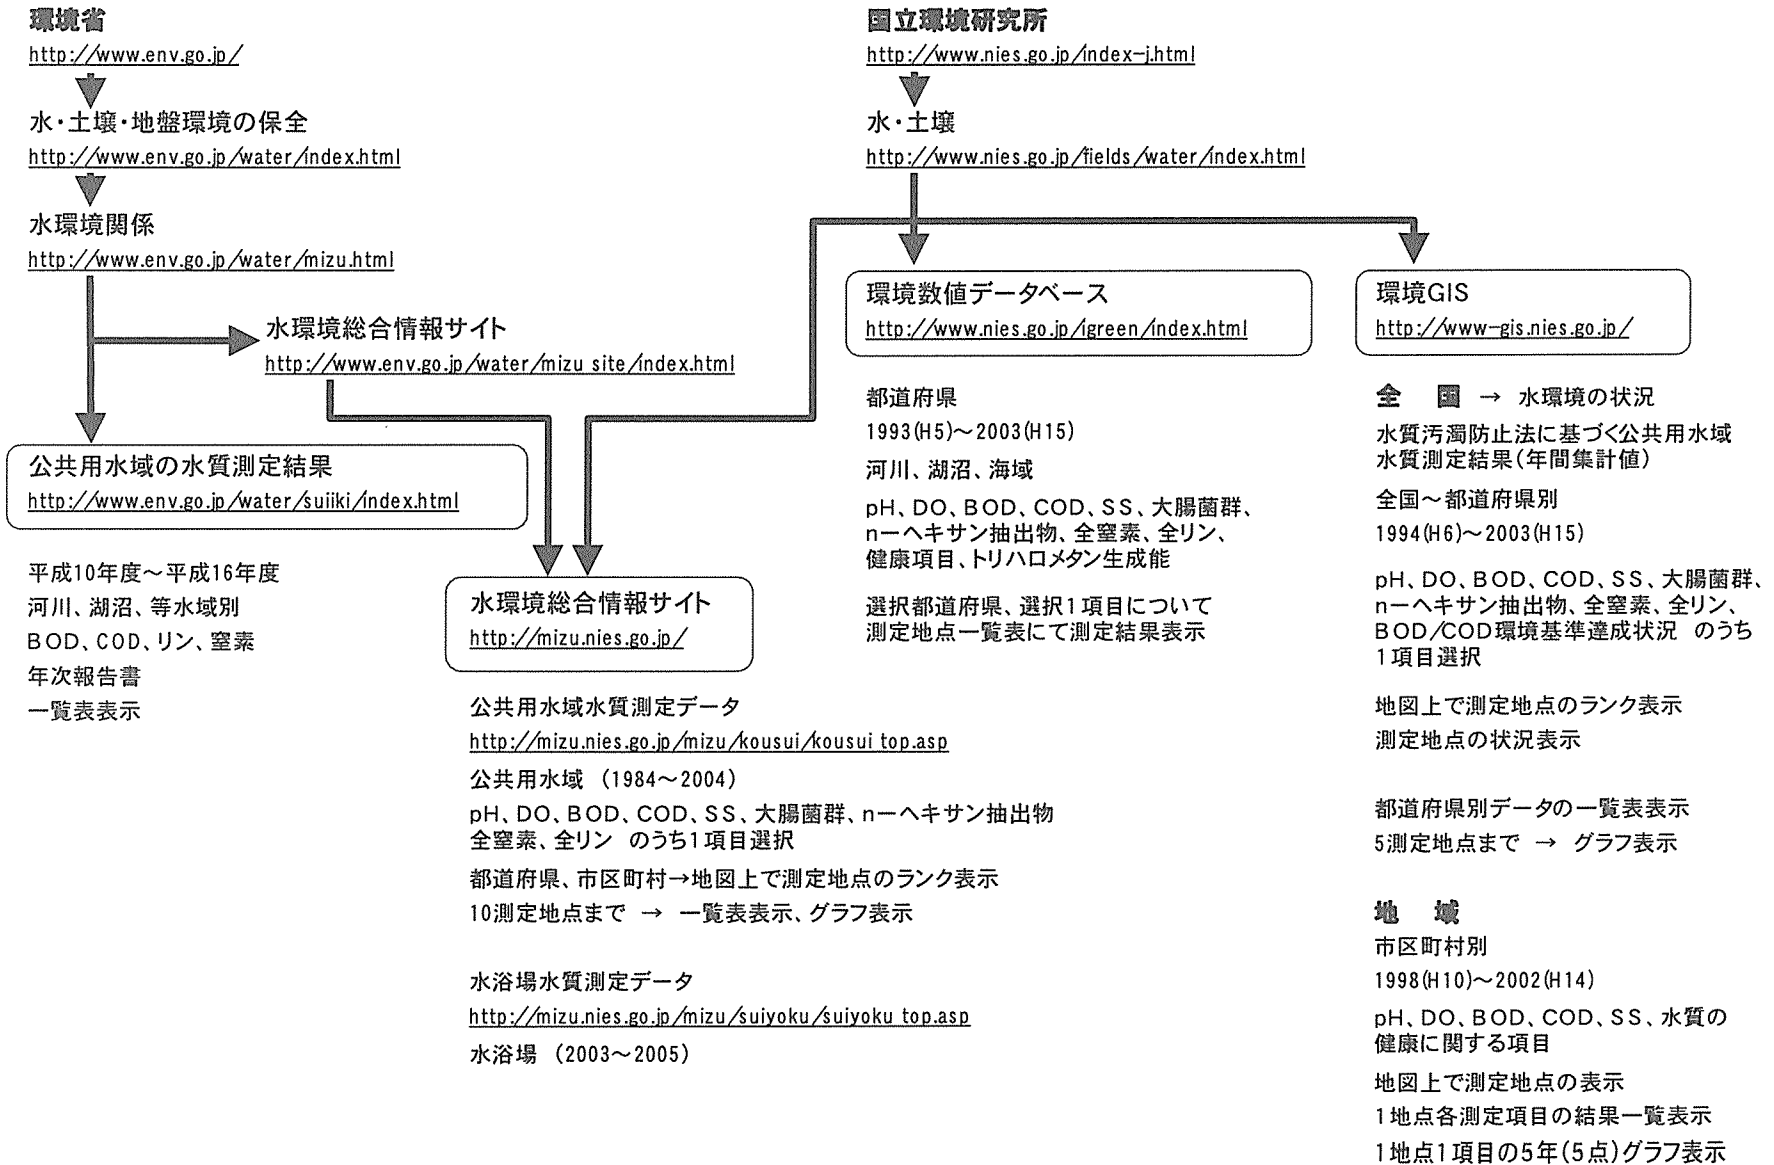 環境省
http://www.env.go.jp/
水・土壌・地盤環境の保全
http://www.env.go.jp/water/index.html
水環境関係
http://www.env.go.jp/water/mizu.html
水環境総合情報サイト
http://www.env.go.jp/water/mizu site/index.html
公共用水域の水質測定結果
http://www.env.go.jp/water/suiiki/index.html
平成10年度～平成16年度
河川、湖沼、等水域別
BOD、COD、リン、窒素
年次報告書
一覧表表示
国立環境研究所
http://www.nies.go.jp/index-j.html
水・土壌
http://www.nies.go.jp/fields/water/index.html
水環境総合情報サイト
http://mizu.nies.go.jp/
公共用水域水質測定データ
http://mizu.nies.go.jp/mizu/kousui/kousui top.asp
公共用水域 （1984～2004）
pH、DO、BOD、COD、SS、大腸菌群、n－ヘキサン抽出物
全窒素、全リン のうち1項目選択
都道府県、市区町村→地図上で測定地点のランク表示
10測定地点まで → 一覧表表示、グラフ表示
水浴場水質測定データ
http://mizu.nies.go.jp/mizu/suiyoku/suiyoku top.asp
水浴場 （2003～2005）
環境数値データベース
http://www.nies.go.jp/igreen/index.html
都道府県
1993(H5)～2003(H15)
河川、湖沼、海域
pH、DO、BOD、COD、SS、大腸菌群、
n－ヘキサン抽出物、全窒素、全リン、
健康項目、トリハロメタン生成能
選択都道府県、選択1項目について
測定地点一覧表にて測定結果表示
環境GIS
http://www-gis.nies.go.jp/
全 国 → 水環境の状況
水質汚濁防止法に基づく公共用水域
水質測定結果（年間集計値）
全国～都道府県別
1994(H6)～2003(H15)
pH、DO、BOD、COD、SS、大腸菌群、
n－ヘキサン抽出物、全窒素、全リン、
BOD/COD環境基準達成状況 のうち
1項目選択
地図上で測定地点のランク表示
測定地点の状況表示
都道府県別データの一覧表表示
5測定地点まで → グラフ表示
地 域
市区町村別
1998(H10)～2002(H14)
pH、DO、BOD、COD、SS、水質の
健康に関する項目
地図上で測定地点の表示
1地点各測定項目の結果一覧表示
1地点1項目の5年（5点）グラフ表示